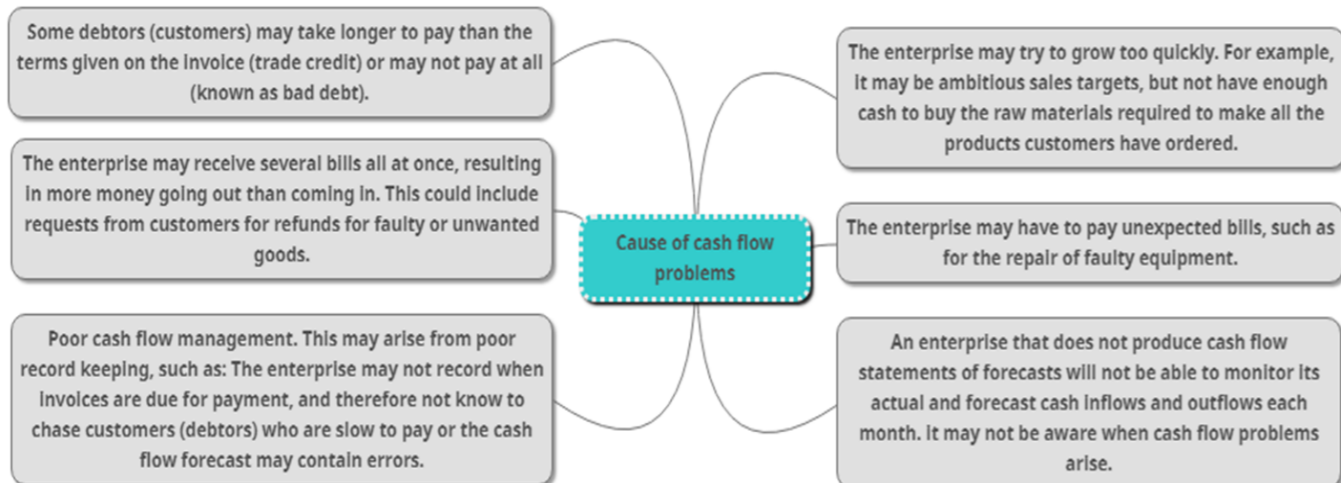 Some debtors (customers) may take longer to pay than the
terms given on the invoice (trade credit) or may not pay at all
(known as bad debt).
The enterprise may receive several bills all at once, resulting
in more money going out than coming in. This could include
requests from customers for refunds for faulty or unwanted
goods.
Poor cash flow management. This may arise from poor
record keeping, such as: The enterprise may not record when
invoices are due for payment, and therefore not know to
chase customers (debtors) who are slow to pay or the cash
flow forecast may contain errors.
Cause of cash flow
problems
The enterprise may try to grow too quickly. For example,
it may be ambitious sales targets, but not have enough
cash to buy the raw materials required to make all the
products customers have ordered.
The enterprise may have to pay unexpected bills, such as
for the repair of faulty equipment.
An enterprise that does not produce cash flow
statements of forecasts will not be able to monitor its
actual and forecast cash inflows and outflows each
month. It may not be aware when cash flow problems
arise.